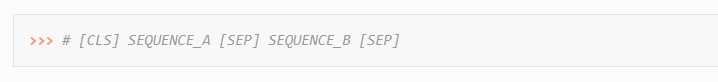 >>> # [CLS] SEQUENCE_A [SEP] SEQUENCE_B [SEP]